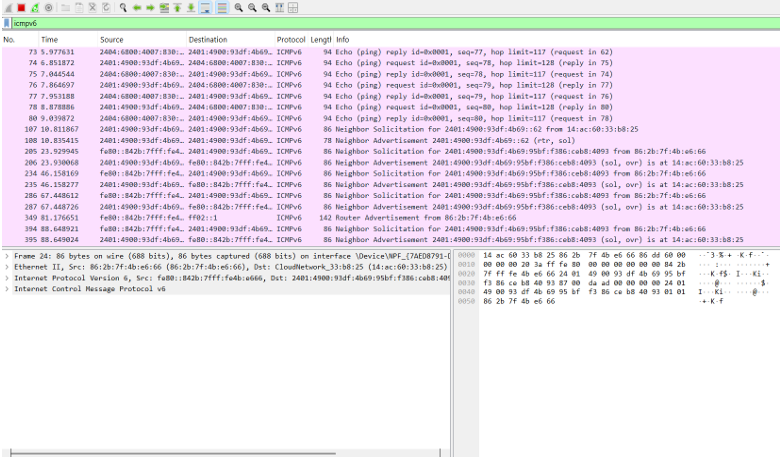 icmpv6
No. Time Source Destination Protocol Length Info
73 5.977631 2404:6800:4007:830:… 2401:4900:93df:4b69… ICMPv6 94 Echo (ping) reply id=0x0001, seq=77, hop limit=117 (request in 62)
74 6.851872 2401:4900:93df:4b69… 2404:6800:4007:830:… ICMPv6 94 Echo (ping) request id=0x0001, seq=78, hop limit=128 (reply in 75)
75 7.044544 2404:6800:4007:830:… 2401:4900:93df:4b69… ICMPv6 94 Echo (ping) reply id=0x0001, seq=78, hop limit=117 (request in 74)
76 7.864697 2401:4900:93df:4b69… 2404:6800:4007:830:… ICMPv6 94 Echo (ping) request id=0x0001, seq=79, hop limit=128 (reply in 77)
77 7.953188 2404:6800:4007:830:… 2401:4900:93df:4b69… ICMPv6 94 Echo (ping) reply id=0x0001, seq=79, hop limit=117 (request in 76)
78 8.878886 2401:4900:93df:4b69… 2404:6800:4007:830:… ICMPv6 94 Echo (ping) request id=0x0001, seq=80, hop limit=128 (reply in 80)
80 9.039872 2404:6800:4007:830:… 2401:4900:93df:4b69… ICMPv6 94 Echo (ping) reply id=0x0001, seq=80, hop limit=117 (request in 78)
107 10.811867 2401:4900:93df:4b69… 2401:4900:93df:4b69… ICMPv6 86 Neighbor Solicitation for 2401:4900:93df:4b69::62 from 14:ac:60:33:b8:25
108 10.835415 2401:4900:93df:4b69… 2401:4900:93df:4b69… ICMPv6 78 Neighbor Advertisement 2401:4900:93df:4b69::62 (rtr, sol)
205 23.929945 fe80::842b:7fff:fe4… 2401:4900:93df:4b69… ICMPv6 86 Neighbor Solicitation for 2401:4900:93df:4b69:95bf:f386:ceb8:4093 from 86:2b:7f:4b:e6:66
206 23.930068 2401:4900:93df:4b69… fe80::842b:7fff:fe4… ICMPv6 86 Neighbor Advertisement 2401:4900:93df:4b69:95bf:f386:ceb8:4093 (sol, ovr) is at 14:ac:60:33:b8:25
234 46.158169 fe80::842b:7fff:fe4… 2401:4900:93df:4b69… ICMPv6 86 Neighbor Solicitation for 2401:4900:93df:4b69:95bf:f386:ceb8:4093 from 86:2b:7f:4b:e6:66
235 46.158277 2401:4900:93df:4b69… fe80::842b:7fff:fe4… ICMPv6 86 Neighbor Advertisement 2401:4900:93df:4b69:95bf:f386:ceb8:4093 (sol, ovr) is at 14:ac:60:33:b8:25
286 67.448612 fe80::842b:7fff:fe4… 2401:4900:93df:4b69… ICMPv6 86 Neighbor Solicitation for 2401:4900:93df:4b69:95bf:f386:ceb8:4093 from 86:2b:7f:4b:e6:66
287 67.448726 2401:4900:93df:4b69… fe80::842b:7fff:fe4… ICMPv6 86 Neighbor Advertisement 2401:4900:93df:4b69:95bf:f386:ceb8:4093 (sol, ovr) is at 14:ac:60:33:b8:25
349 81.176651 fe80::842b:7fff:fe4… ff02::1 ICMPv6 142 Router Advertisement from 86:2b:7f:4b:e6:66
394 88.648921 fe80::842b:7fff:fe4… 2401:4900:93df:4b69… ICMPv6 86 Neighbor Solicitation for 2401:4900:93df:4b69:95bf:f386:ceb8:4093 from 86:2b:7f:4b:e6:66
395 88.649024 2401:4900:93df:4b69… fe80::842b:7fff:fe4… ICMPv6 86 Neighbor Advertisement 2401:4900:93df:4b69:95bf:f386:ceb8:4093 (sol, ovr) is at 14:ac:60:33:b8:25
Frame 24: 86 bytes on wire (688 bits), 86 bytes captured (688 bits) on interface \Device\NPF_{7AED8791-
Ethernet II, Src: 86:2b:7f:4b:e6:66 (86:2b:7f:4b:e6:66), Dst: CloudNetwork_33:b8:25 (14:ac:60:33:b8:25)
Internet Protocol Version 6, Src: fe80::842b:7fff:fe4b:e666, Dst: 2401:4900:93df:4b69:95bf:f386:ceb8:409
Internet Control Message Protocol v6
0000 14 ac 60 33 b8 25 86 2b 7f 4b e6 66 86 dd 60 00
0010 00 00 00 20 3a ff fe 80 00 00 00 00 00 00 84 2b
0020 7f ff fe 4b e6 66 24 01 49 00 93 df 4b 69 95 bf
0030 f3 86 ce b8 40 93 87 00 da ad 00 00 00 00 24 01
0040 49 00 93 df 4b 69 95 bf f3 86 ce b8 40 93 01 01
0050 86 2b 7f 4b e6 66